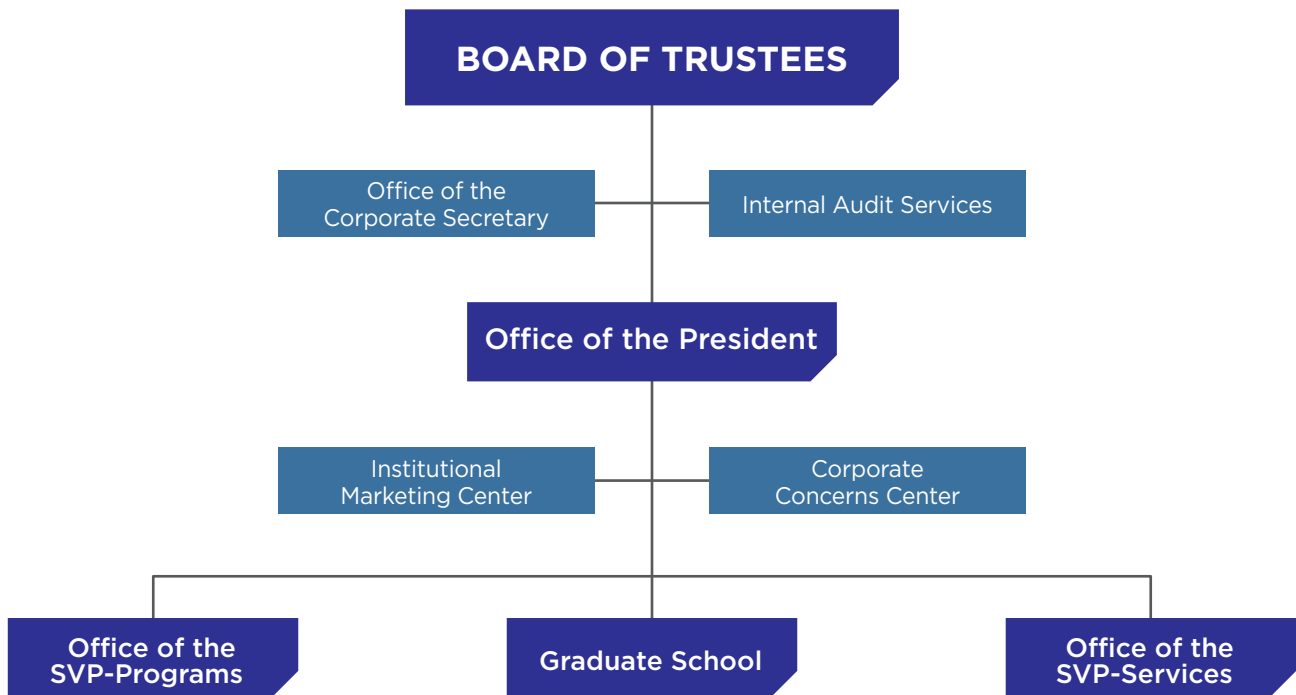 BOARD OF TRUSTEES
Office of the
Corporate Secretary
Internal Audit Services
Office of the President
Institutional
Marketing Center
Corporate
Concerns Center
Office of the
SVP-Programs
Graduate School
Office of the
SVP-Services